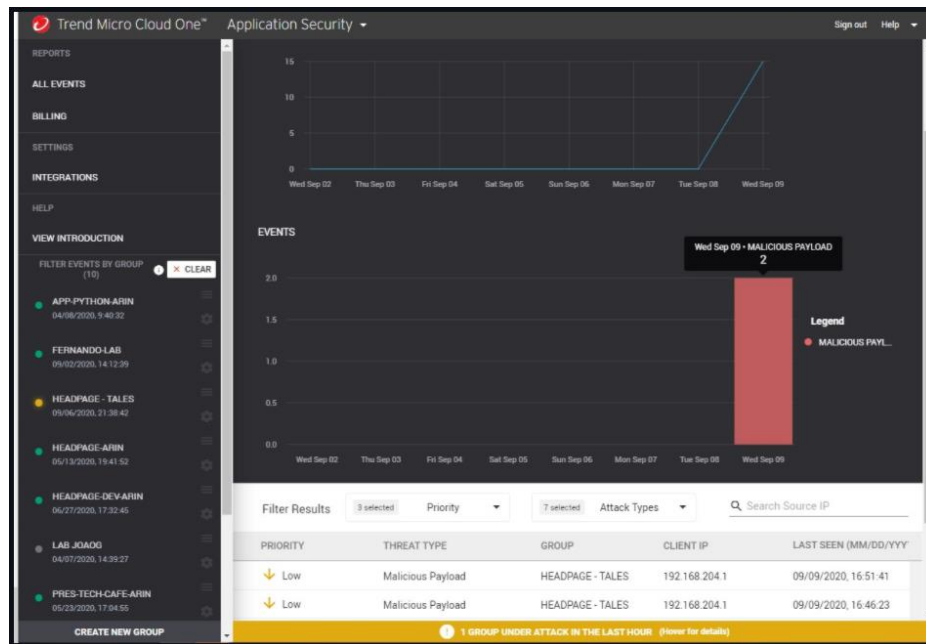 Trend Micro Cloud One™ Application Security
Sign out Help
REPORTS
ALL EVENTS
BILLING
SETTINGS
INTEGRATIONS
HELP
VIEW INTRODUCTION
FILTER EVENTS BY GROUP
(10)
× CLEAR
APP-PYTHON-ARIN
04/08/2020, 9:40:32
FERNANDO-LAB
09/02/2020, 14:12:39
HEADPAGE - TALES
09/06/2020, 21:38:42
HEADPAGE-ARIN
05/13/2020, 19:41:52
HEADPAGE-DEV-ARIN
06/27/2020, 17:32:45
LAB JOAOG
04/07/2020, 14:39:27
PRES-TECH-CAFE-ARIN
05/23/2020, 17:04:55
CREATE NEW GROUP
15
10
5
0
Wed Sep 02 Thu Sep 03 Fri Sep 04 Sat Sep 05 Sun Sep 06 Mon Sep 07 Tue Sep 08 Wed Sep 09
EVENTS
Wed Sep 09 • MALICIOUS PAYLOAD
2
2.0
1.5
1.0
0.5
0.0
Wed Sep 02 Thu Sep 03 Fri Sep 04 Sat Sep 05 Sun Sep 06 Mon Sep 07 Tue Sep 08 Wed Sep 09
Legend
MALICIOUS PAYL...
Filter Results 3 selected Priority 7 selected Attack Types Search Source IP
PRIORITY THREAT TYPE GROUP CLIENT IP LAST SEEN (MM/DD/YYY
Low Malicious Payload HEADPAGE - TALES 192.168.204.1 09/09/2020, 16:51:41
Low Malicious Payload HEADPAGE - TALES 192.168.204.1 09/09/2020, 16:46:23
1 GROUP UNDER ATTACK IN THE LAST HOUR (Hover for details)